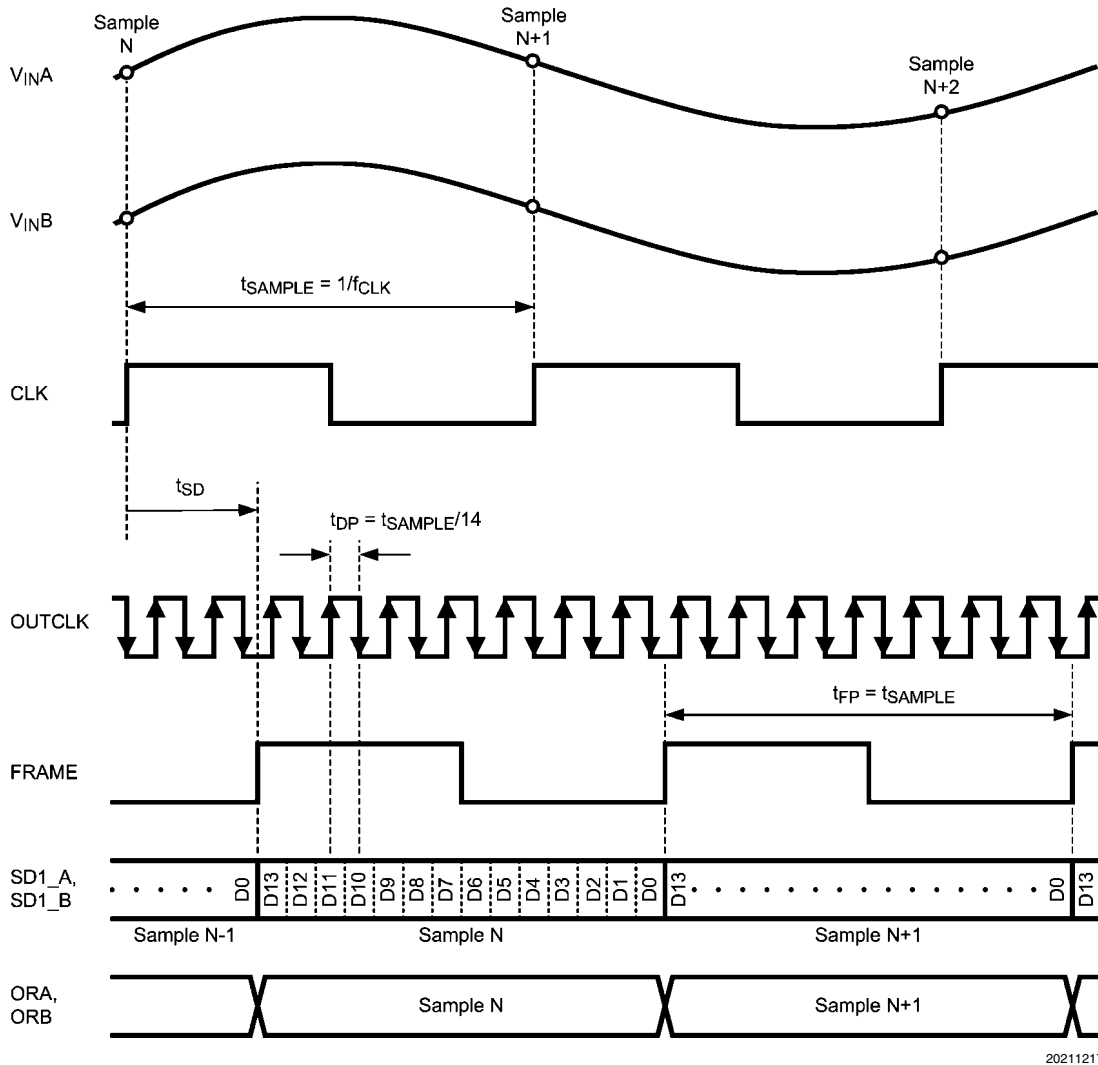 Sample
N
Sample
N+1
Sample
N+2
VINA
VINB
tSAMPLE = 1/fCLK
CLK
tSD
tDP = tSAMPLE/14
OUTCLK
tFP = tSAMPLE
FRAME
SD1_A,
SD1_B
D0 D13 D12 D11 D10 D9 D8 D7 D6 D5 D4 D3 D2 D1 D0 D13 D0 D13
Sample N-1 Sample N Sample N+1
ORA,
ORB
Sample N Sample N+1